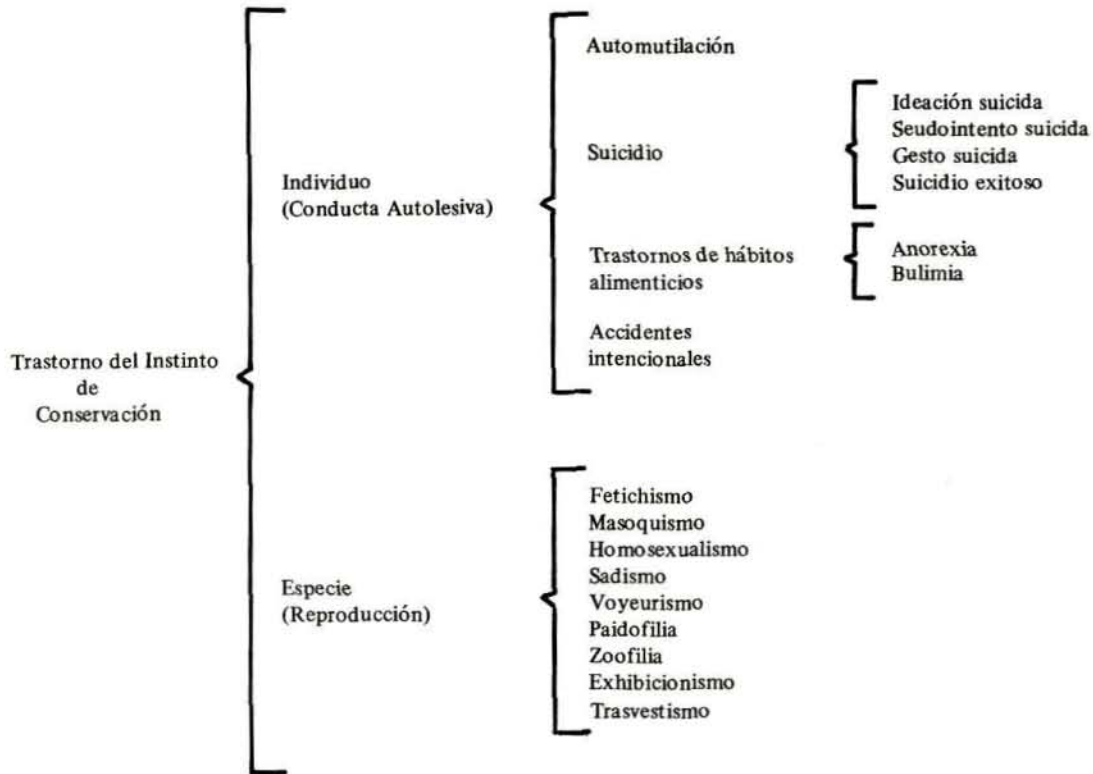 Trastorno del Instinto
de
Conservación
Individuo
(Conducta Autolesiva)
Automutilación
Suicidio
Ideación suicida
Seudointento suicida
Gesto suicida
Suicidio exitoso
Trastornos de hábitos
alimenticios
Anorexia
Bulimia
Accidentes
intencionales
Especie
(Reproducción)
Fetichismo
Masoquismo
Homosexualismo
Sadismo
Voyeurismo
Paidofilia
Zoofilia
Exhibicionismo
Trasvestismo